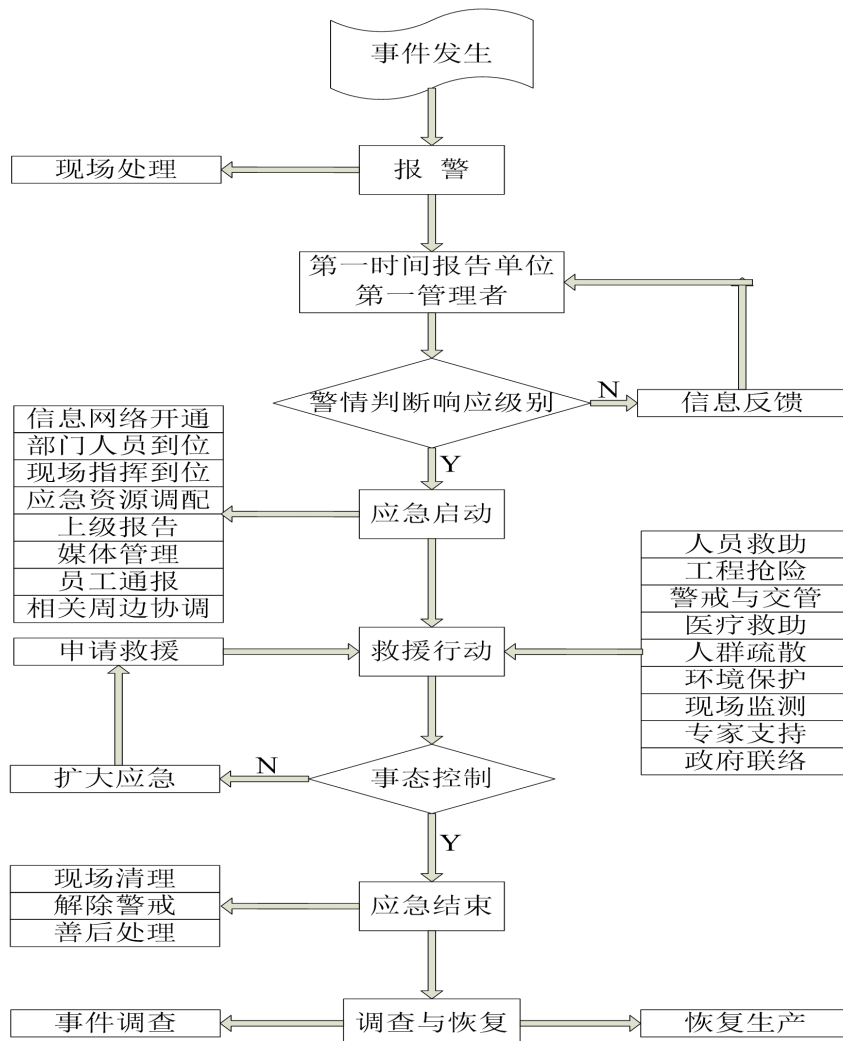 事件发生
现场处理
报 警
第一时间报告单位
第一管理者
警情判断响应级别
N
信息反馈
Y
信息网络开通
部门人员到位
现场指挥到位
应急资源调配
上级报告
媒体管理
员工通报
相关周边协调
应急启动
人员救助
工程抢险
警戒与交管
医疗救助
人群疏散
环境保护
现场监测
专家支持
政府联络
申请救援
救援行动
扩大应急
N
事态控制
Y
现场清理
解除警戒
善后处理
应急结束
事件调查
调查与恢复
恢复生产